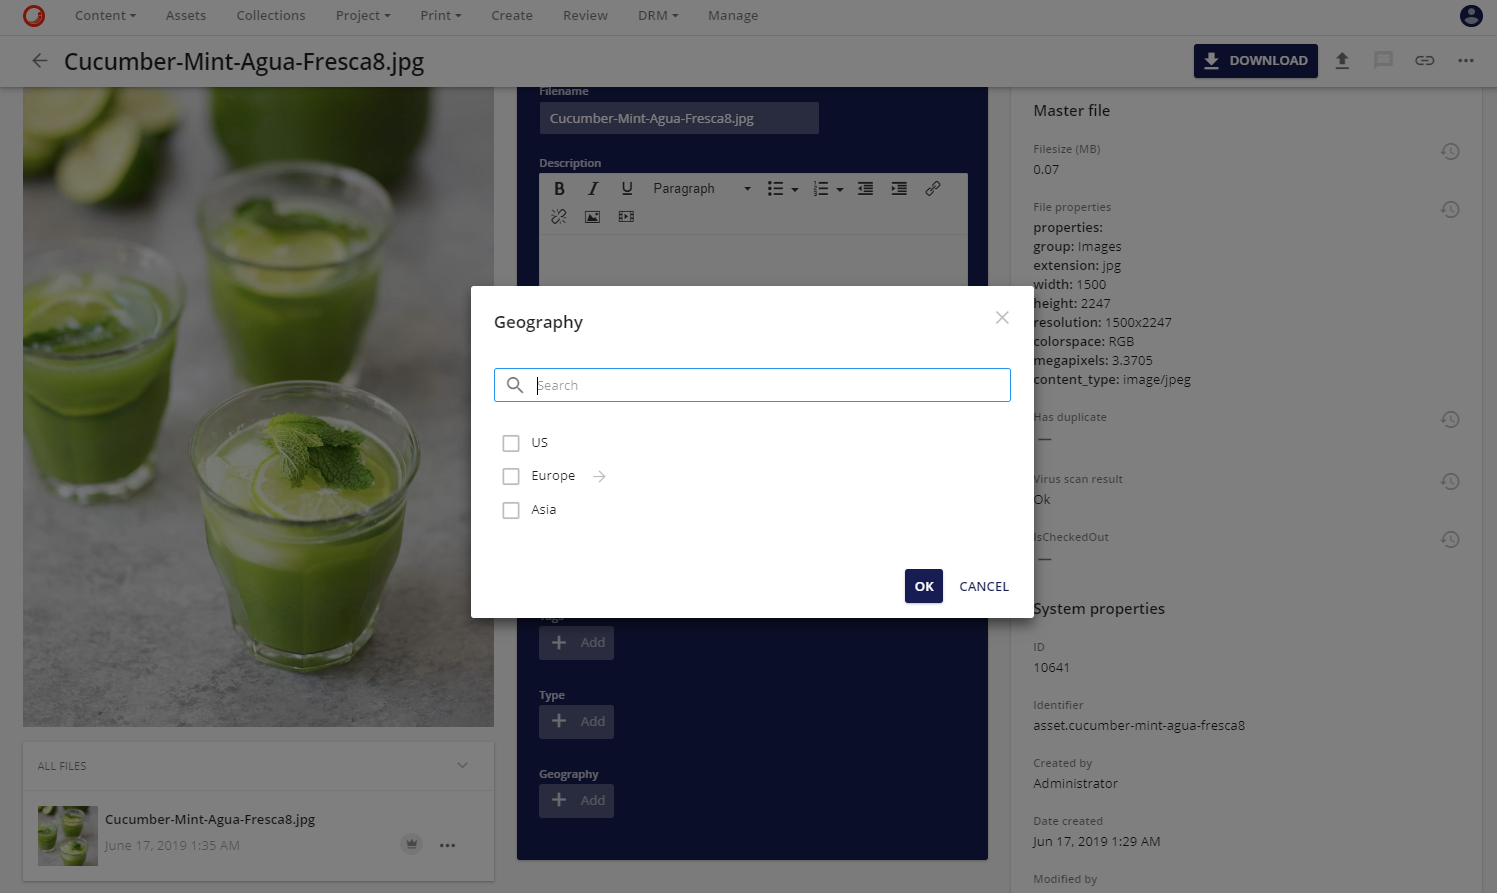 Content
Assets
Collections
Project
Print
Create
Review
DRM
Manage
Cucumber-Mint-Agua-Fresca8.jpg
DOWNLOAD
Filename
Cucumber-Mint-Agua-Fresca8.jpg
Description
B I U Paragraph
Geography
Search
US
Europe
Asia
OK
CANCEL
Tags
Add
Type
Add
Geography
Add
ALL FILES
Cucumber-Mint-Agua-Fresca8.jpg
June 17, 2019 1:35 AM
Master file
Filesize (MB)
0.07
File properties
properties:
group: Images
extension: jpg
width: 1500
height: 2247
resolution: 1500x2247
colorspace: RGB
megapixels: 3.3705
content_type: image/jpeg
Has duplicate
—
Virus scan result
Ok
IsCheckedOut
—
System properties
ID
10641
Identifier
asset.cucumber-mint-agua-fresca8
Created by
Administrator
Date created
Jun 17, 2019 1:29 AM
Modified by